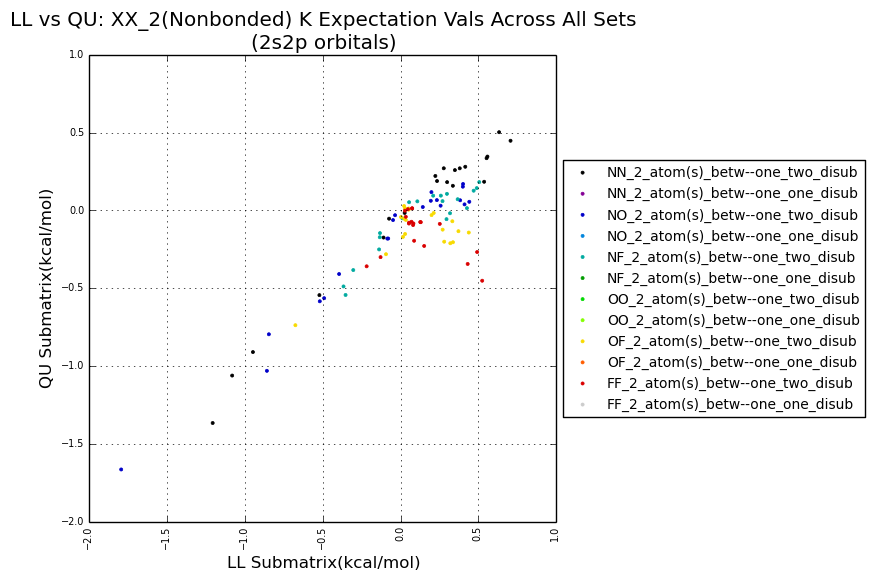 LL vs QU: XX_2(Nonbonded) K Expectation Vals Across All Sets
(2s2p orbitals)
1.0
0.5
0.0
−0.5
−1.0
−1.5
−2.0
QU Submatrix(kcal/mol)
−2.0
−1.5
−1.0
−0.5
0.0
0.5
1.0
LL Submatrix(kcal/mol)
NN_2_atom(s)_betw--one_two_disub
NN_2_atom(s)_betw--one_one_disub
NO_2_atom(s)_betw--one_two_disub
NO_2_atom(s)_betw--one_one_disub
NF_2_atom(s)_betw--one_two_disub
NF_2_atom(s)_betw--one_one_disub
OO_2_atom(s)_betw--one_two_disub
OO_2_atom(s)_betw--one_one_disub
OF_2_atom(s)_betw--one_two_disub
OF_2_atom(s)_betw--one_one_disub
FF_2_atom(s)_betw--one_two_disub
FF_2_atom(s)_betw--one_one_disub